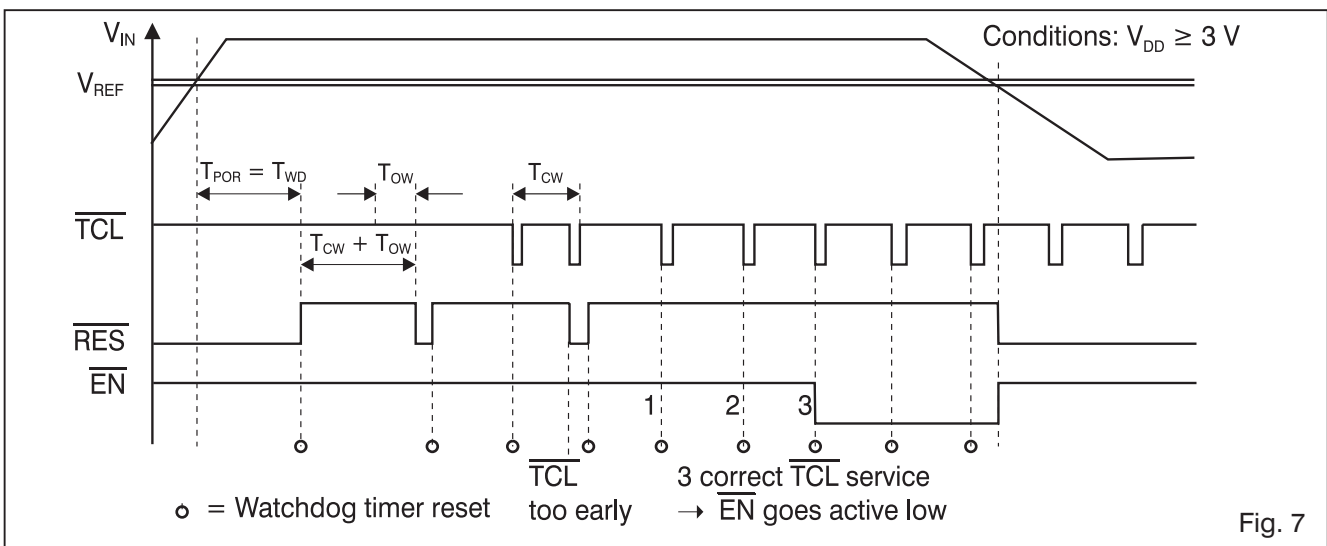 V_IN
Conditions: V_DD ≥ 3 V
V_REF
T_POR = T_WD
T_OW
T_CW
TCL
T_CW + T_OW
RES
EN
1
2
3
TCL
3 correct TCL service
= Watchdog timer reset
too early
→ EN goes active low
Fig. 7